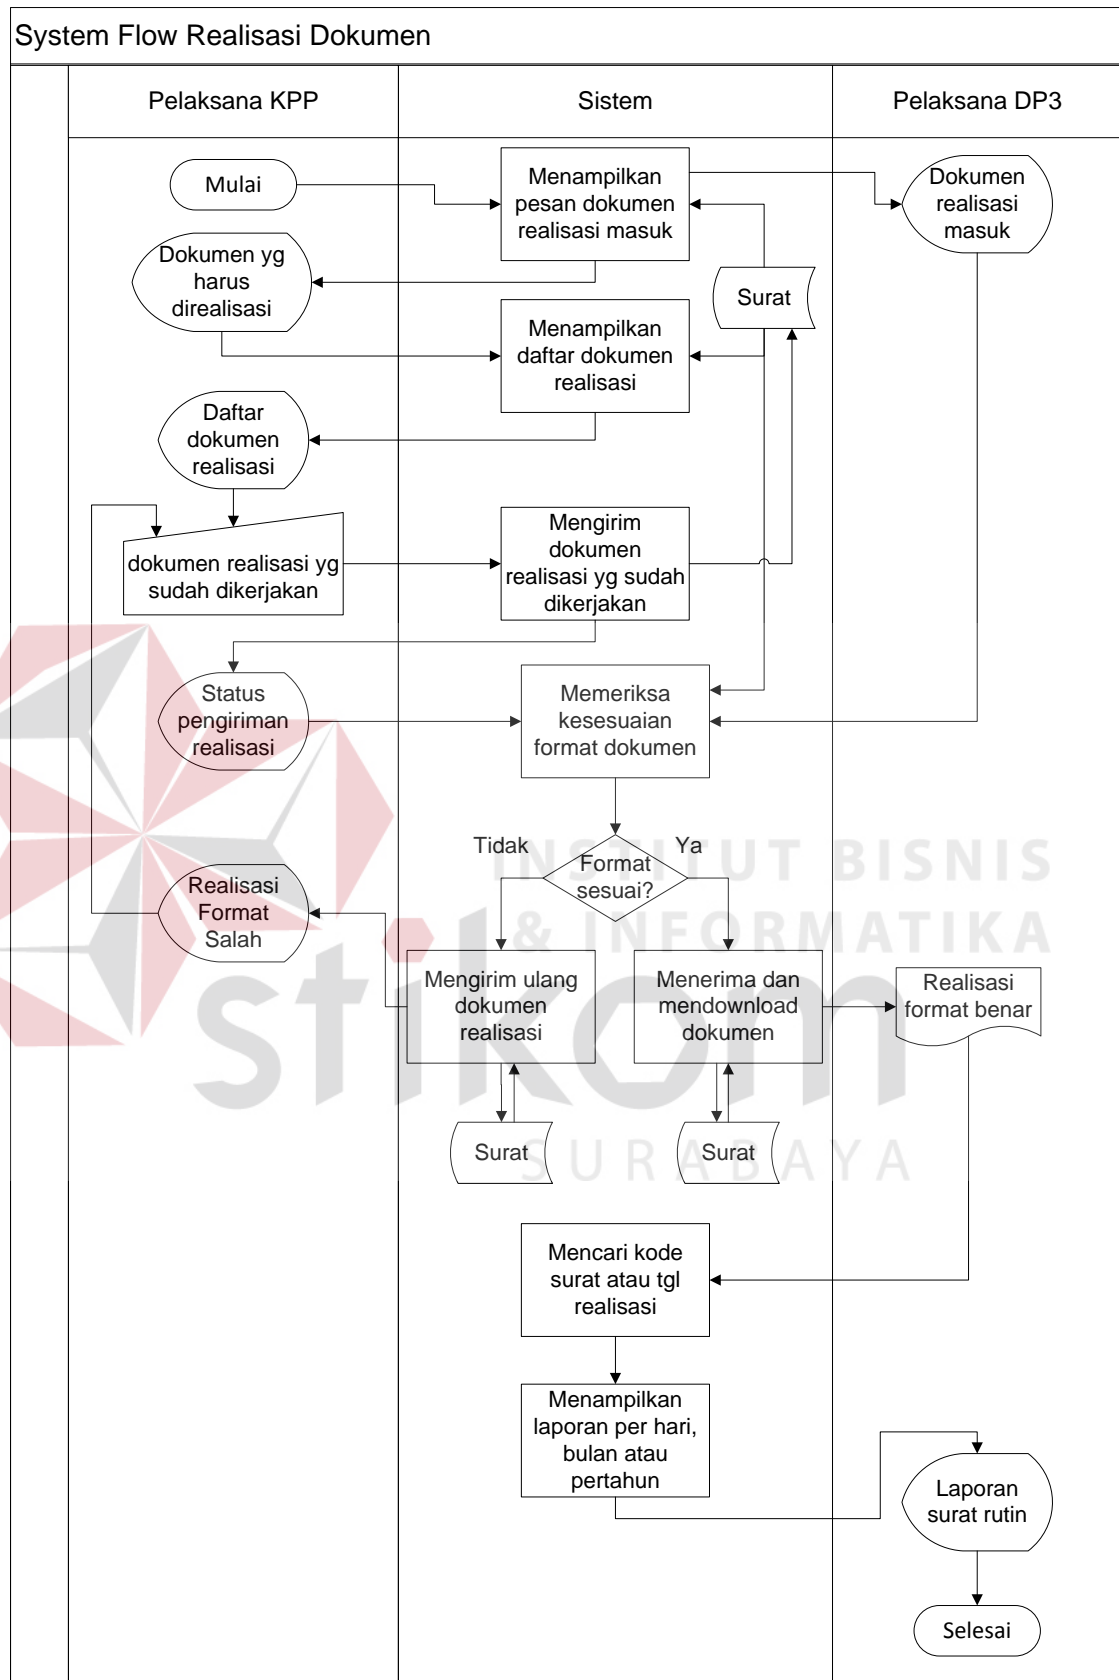 System Flow Realisasi Dokumen
Pelaksana KPP
Sistem
Pelaksana DP3
Mulai
Menampilkan
pesan dokumen
realisasi masuk
Dokumen
realisasi
masuk
Dokumen yg
harus
direalisasi
Surat
Menampilkan
daftar dokumen
realisasi
Daftar
dokumen
realisasi
dokumen realisasi yg
sudah dikerjakan
Mengirim
dokumen
realisasi yg sudah
dikerjakan
Status
pengiriman
realisasi
Memeriksa
kesesuaian
format dokumen
Tidak
Format
sesuai?
Ya
Realisasi
Format
Salah
Mengirim ulang
dokumen
realisasi
Menerima dan
mendownload
dokumen
Realisasi
format benar
Surat
Surat
Mencari kode
surat atau tgl
realisasi
Menampilkan
laporan per hari,
bulan atau
pertahun
Laporan
surat rutin
Selesai
INSTITUT BISNIS
& INFORMATIKA
stikom
SURABAYA